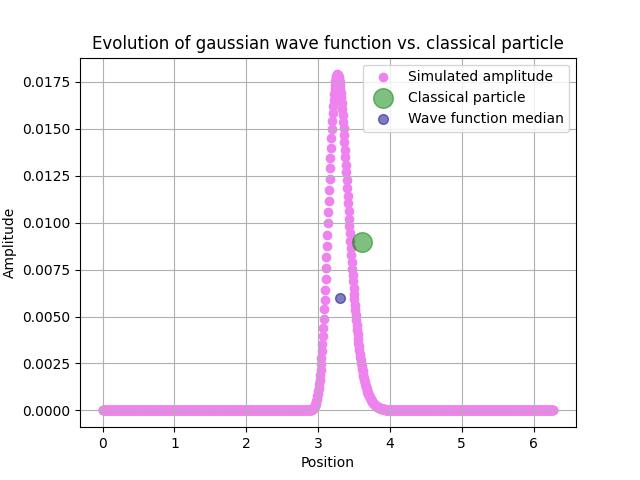 Evolution of gaussian wave function vs. classical particle
Simulated amplitude
Classical particle
Wave function median
Amplitude
0.0175
0.0150
0.0125
0.0100
0.0075
0.0050
0.0025
0.0000
0 1 2 3 4 5 6
Position